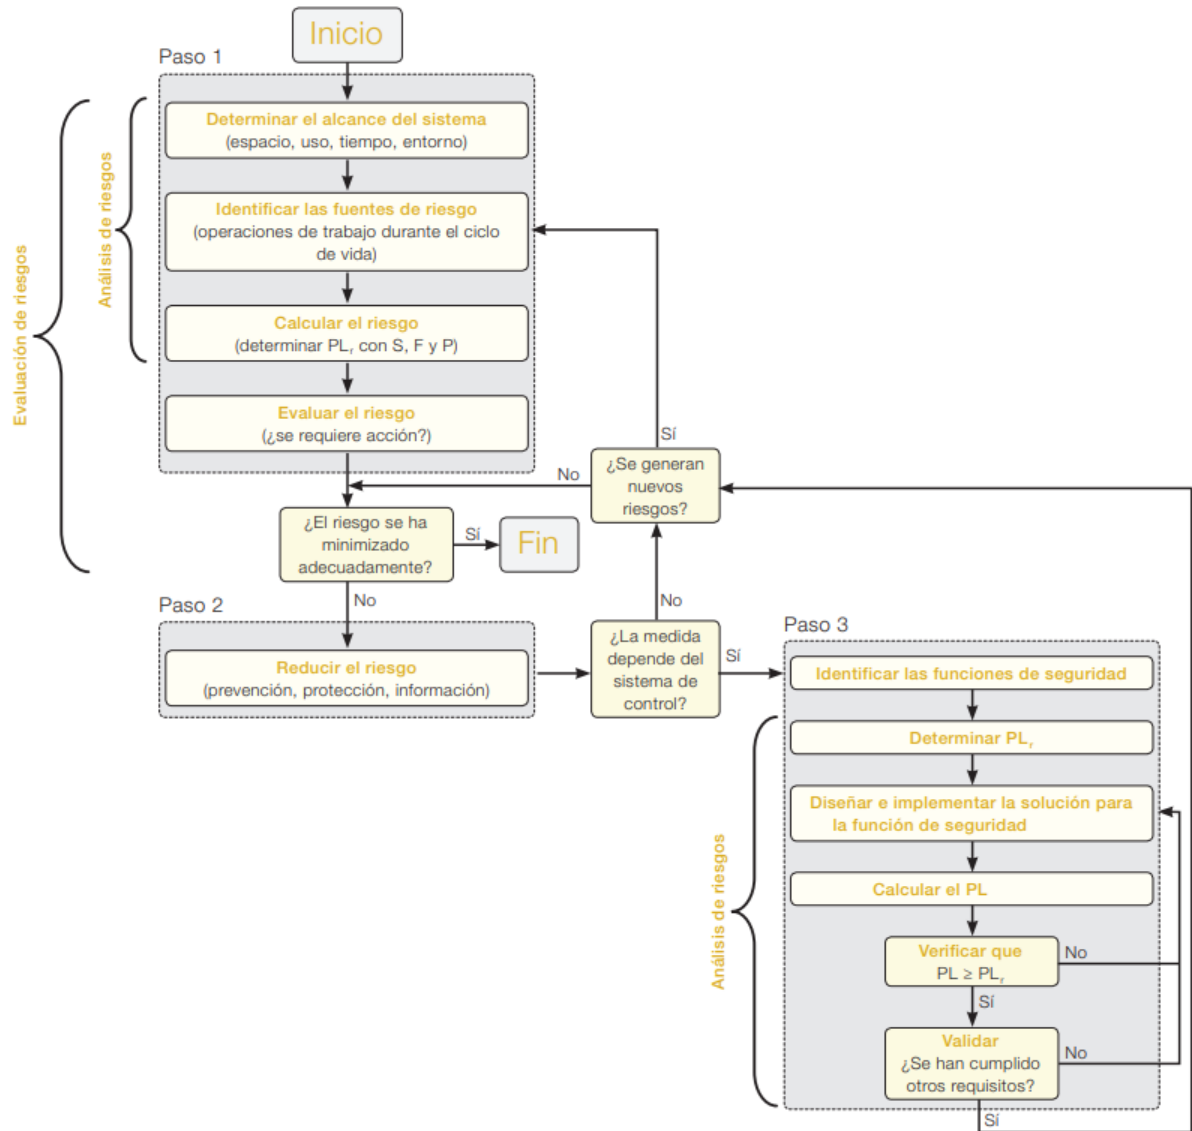 Inicio
Paso 1
Determinar el alcance del sistema
(espacio, uso, tiempo, entorno)
Identificar las fuentes de riesgo
(operaciones de trabajo durante el ciclo
de vida)
Calcular el riesgo
(determinar PLr con S, F y P)
Evaluar el riesgo
(¿se requiere acción?)
Análisis de riesgos
Evaluación de riesgos
¿El riesgo se ha
minimizado
adecuadamente?
Sí
Fin
No
¿Se generan
nuevos
riesgos?
Sí
No
Paso 2
Reducir el riesgo
(prevención, protección, información)
¿La medida
depende del
sistema de
control?
No
Sí
Paso 3
Identificar las funciones de seguridad
Determinar PLr
Diseñar e implementar la solución para
la función de seguridad
Calcular el PL
Verificar que
PL ≥ PLr
No
Sí
Validar
¿Se han cumplido
otros requisitos?
No
Sí
Análisis de riesgos